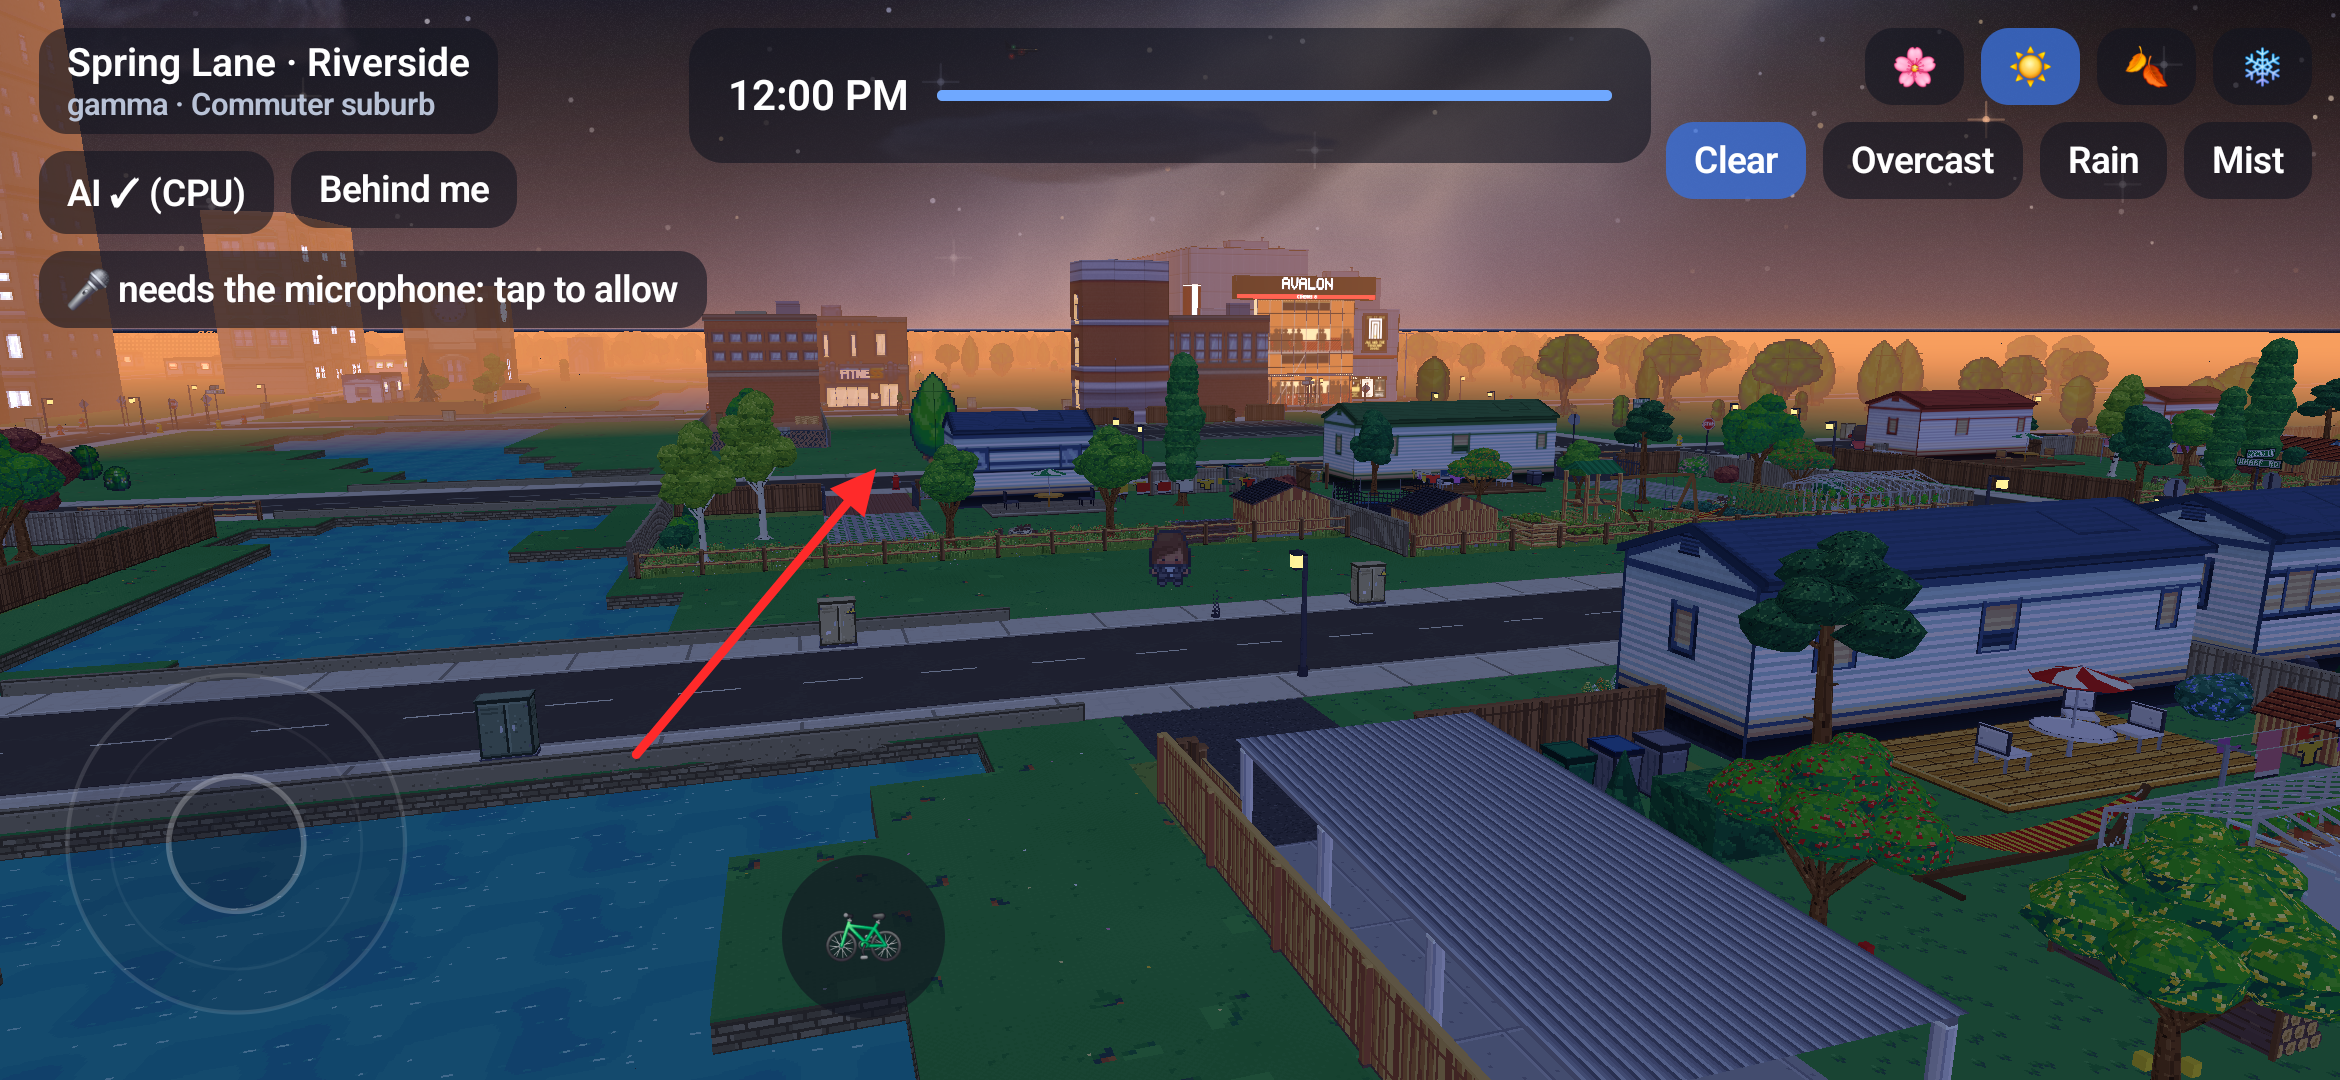 Spring Lane · Riverside
gamma · Commuter suburb
12:00 PM
Clear
Overcast
Rain
Mist
AI ✓ (CPU)
Behind me
needs the microphone: tap to allow
AVALON